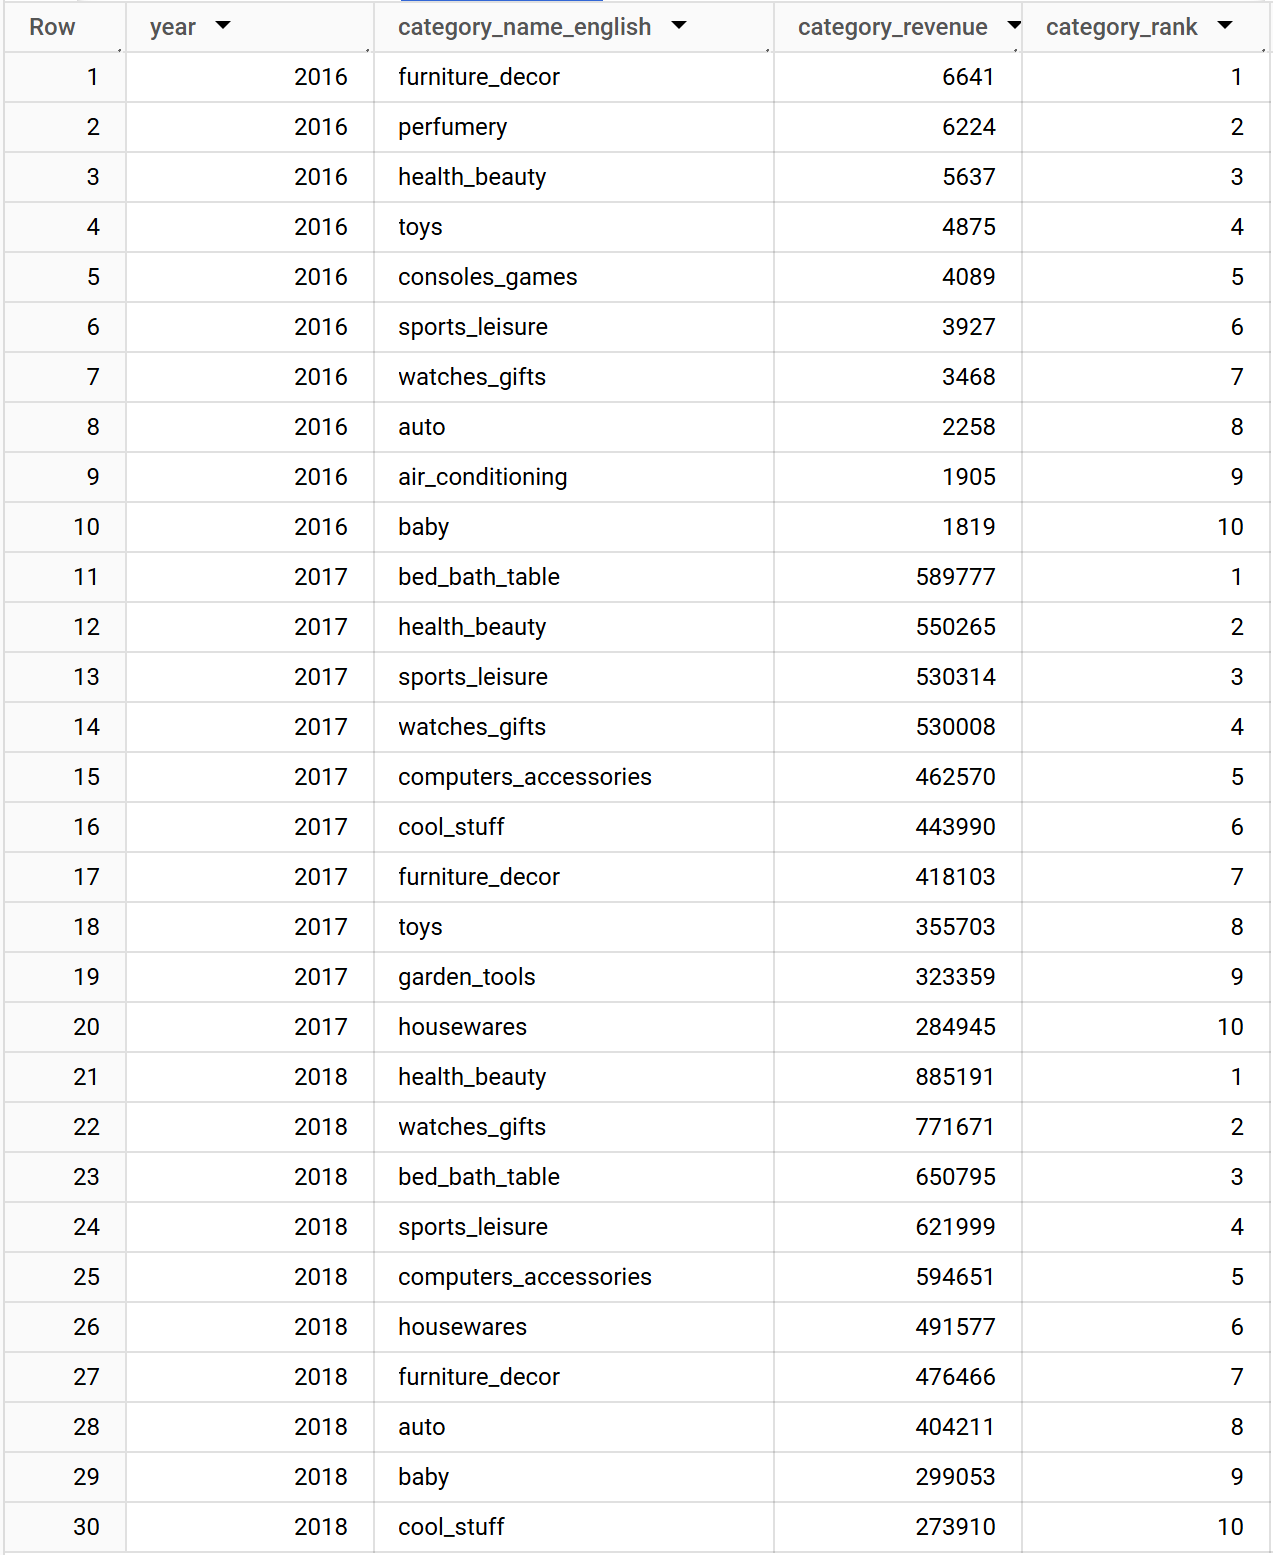 Row year category_name_english category_revenue category_rank
1 2016 furniture_decor 6641 1
2 2016 perfumery 6224 2
3 2016 health_beauty 5637 3
4 2016 toys 4875 4
5 2016 consoles_games 4089 5
6 2016 sports_leisure 3927 6
7 2016 watches_gifts 3468 7
8 2016 auto 2258 8
9 2016 air_conditioning 1905 9
10 2016 baby 1819 10
11 2017 bed_bath_table 589777 1
12 2017 health_beauty 550265 2
13 2017 sports_leisure 530314 3
14 2017 watches_gifts 530008 4
15 2017 computers_accessories 462570 5
16 2017 cool_stuff 443990 6
17 2017 furniture_decor 418103 7
18 2017 toys 355703 8
19 2017 garden_tools 323359 9
20 2017 housewares 284945 10
21 2018 health_beauty 885191 1
22 2018 watches_gifts 771671 2
23 2018 bed_bath_table 650795 3
24 2018 sports_leisure 621999 4
25 2018 computers_accessories 594651 5
26 2018 housewares 491577 6
27 2018 furniture_decor 476466 7
28 2018 auto 404211 8
29 2018 baby 299053 9
30 2018 cool_stuff 273910 10